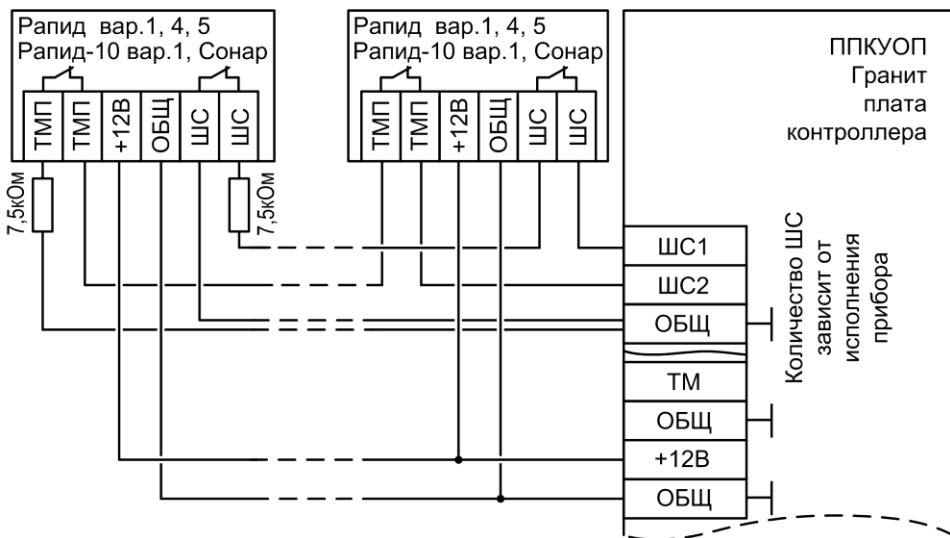 Рапид вар.1, 4, 5
Рапид-10 вар.1, Сонар
ТМП
ТМП
+12В
ОБЩ
ШС
ШС
7,5кОм
7,5кОм
Рапид вар.1, 4, 5
Рапид-10 вар.1, Сонар
ТМП
ТМП
+12В
ОБЩ
ШС
ШС
ППКУОП
Гранит
плата
контроллера
ШС1
ШС2
ОБЩ
ТМ
ОБЩ
+12В
ОБЩ
Количество ШС
зависит от
исполнения
прибора